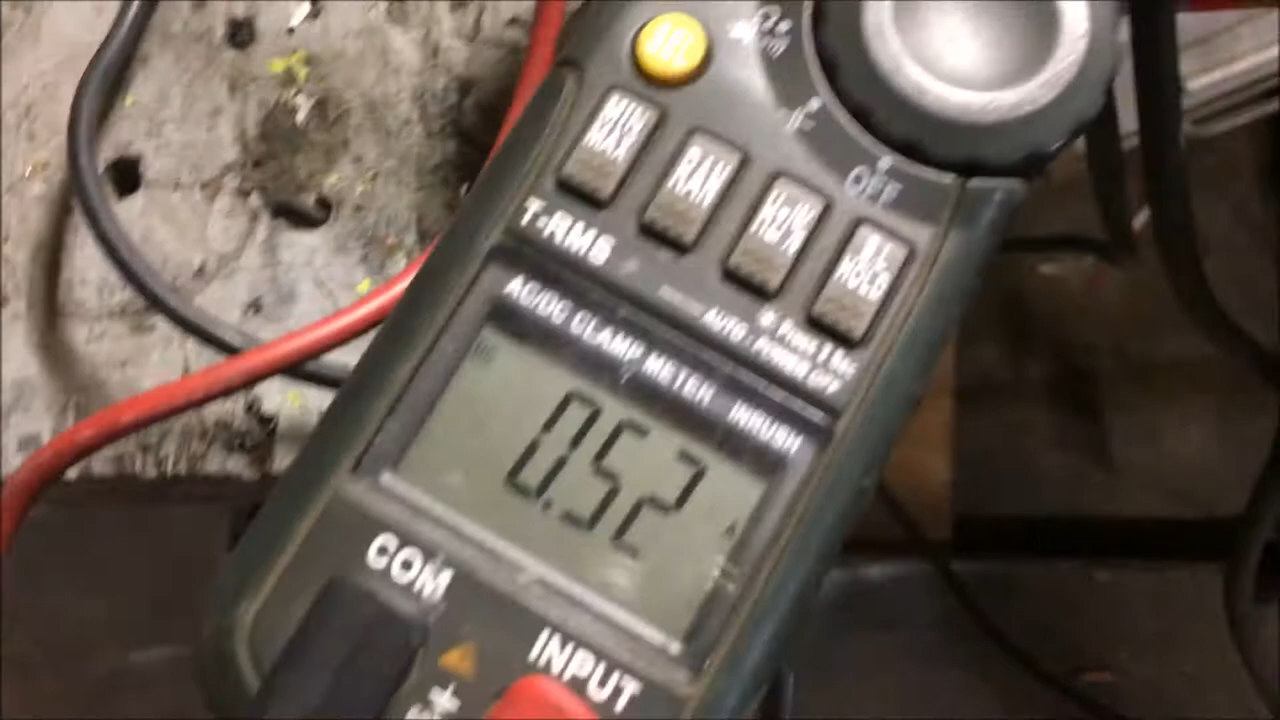 SEL
MIN
MAX
RAN
Hz/%
HOLD
OFF
T-RMS
AUTO - POWER OFF
AC/DC CLAMP METER
INRUSH
0.52
A
COM
INPUT